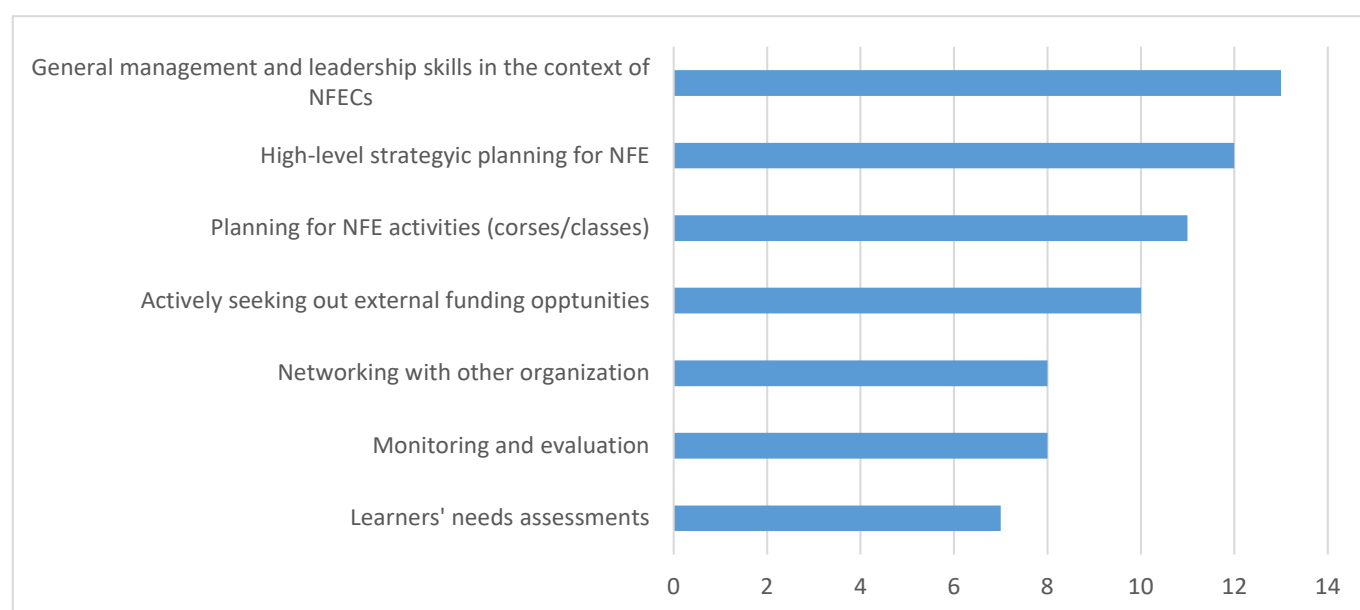 General management and leadership skills in the context of
NFECs
High-level strategyic planning for NFE
Planning for NFE activities (corses/classes)
Actively seeking out external funding opptunities
Networking with other organization
Monitoring and evaluation
Learners' needs assessments
0 2 4 6 8 10 12 14